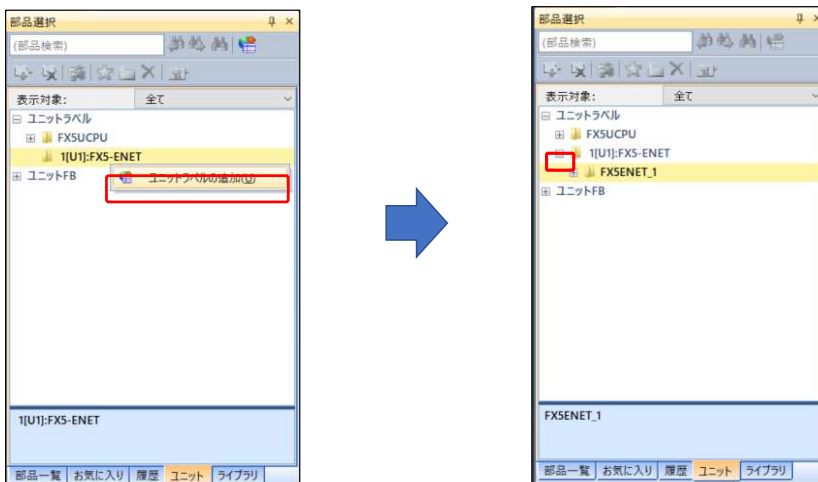 部品選択
(部品検索)
表示対象: 全て
ユニットラベル
FX5UCPU
1[U1]:FX5-ENET
ユニットFB
ユニットラベルの追加(U)
1[U1]:FX5-ENET
部品一覧 お気に入り 履歴 ユニット ライブラリ
部品選択
(部品検索)
表示対象: 全て
ユニットラベル
FX5UCPU
1[U1]:FX5-ENET
FX5ENET_1
ユニットFB
FX5ENET_1
部品一覧 お気に入り 履歴 ユニット ライブラリ